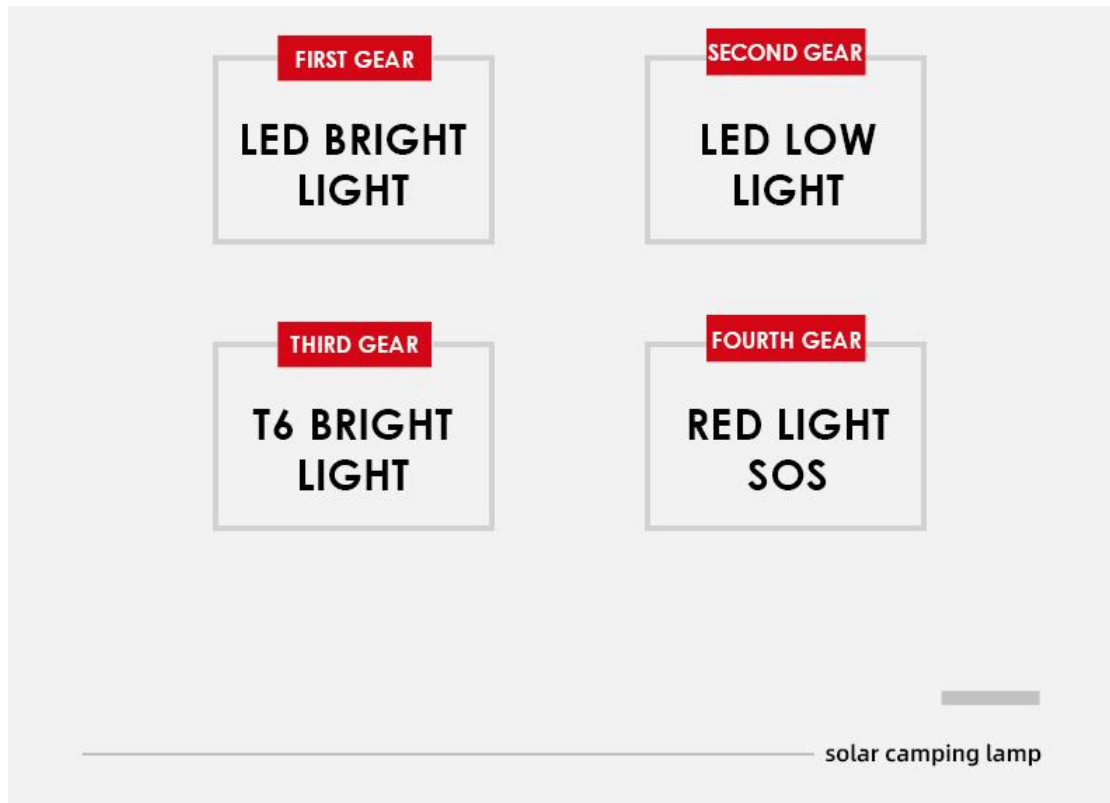 FIRST GEAR
LED BRIGHT
LIGHT
SECOND GEAR
LED LOW
LIGHT
THIRD GEAR
T6 BRIGHT
LIGHT
FOURTH GEAR
RED LIGHT
SOS
solar camping lamp